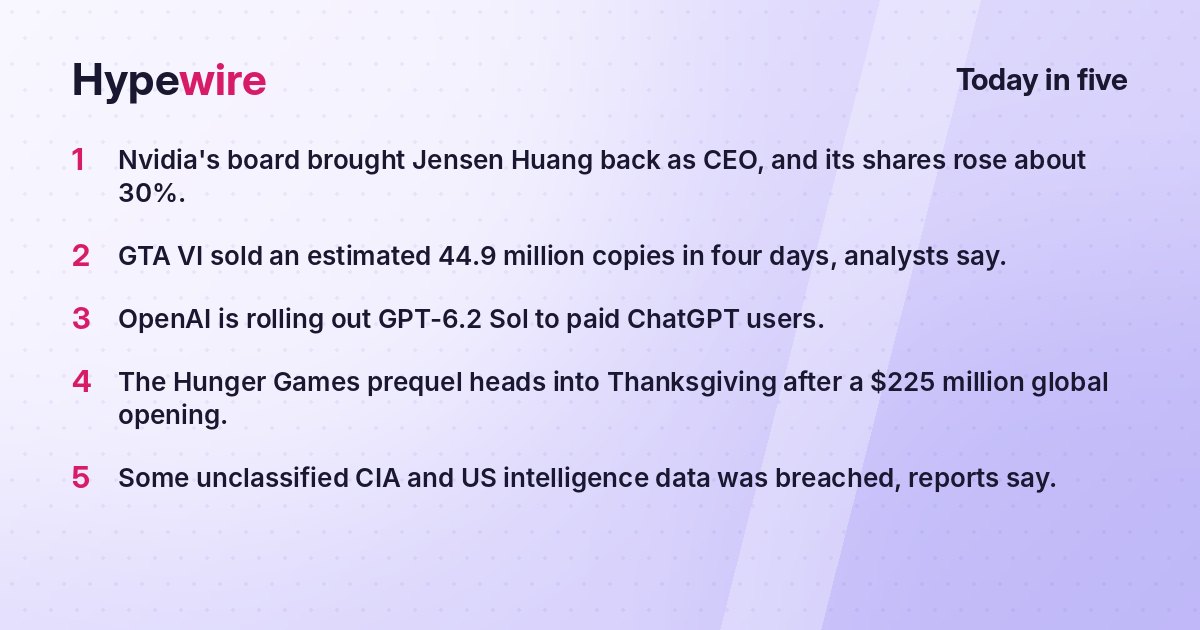 Hypewire
Today in five
1 Nvidia's board brought Jensen Huang back as CEO, and its shares rose about
30%.
2 GTA VI sold an estimated 44.9 million copies in four days, analysts say.
3 OpenAI is rolling out GPT-6.2 Sol to paid ChatGPT users.
4 The Hunger Games prequel heads into Thanksgiving after a $225 million global
opening.
5 Some unclassified CIA and US intelligence data was breached, reports say.